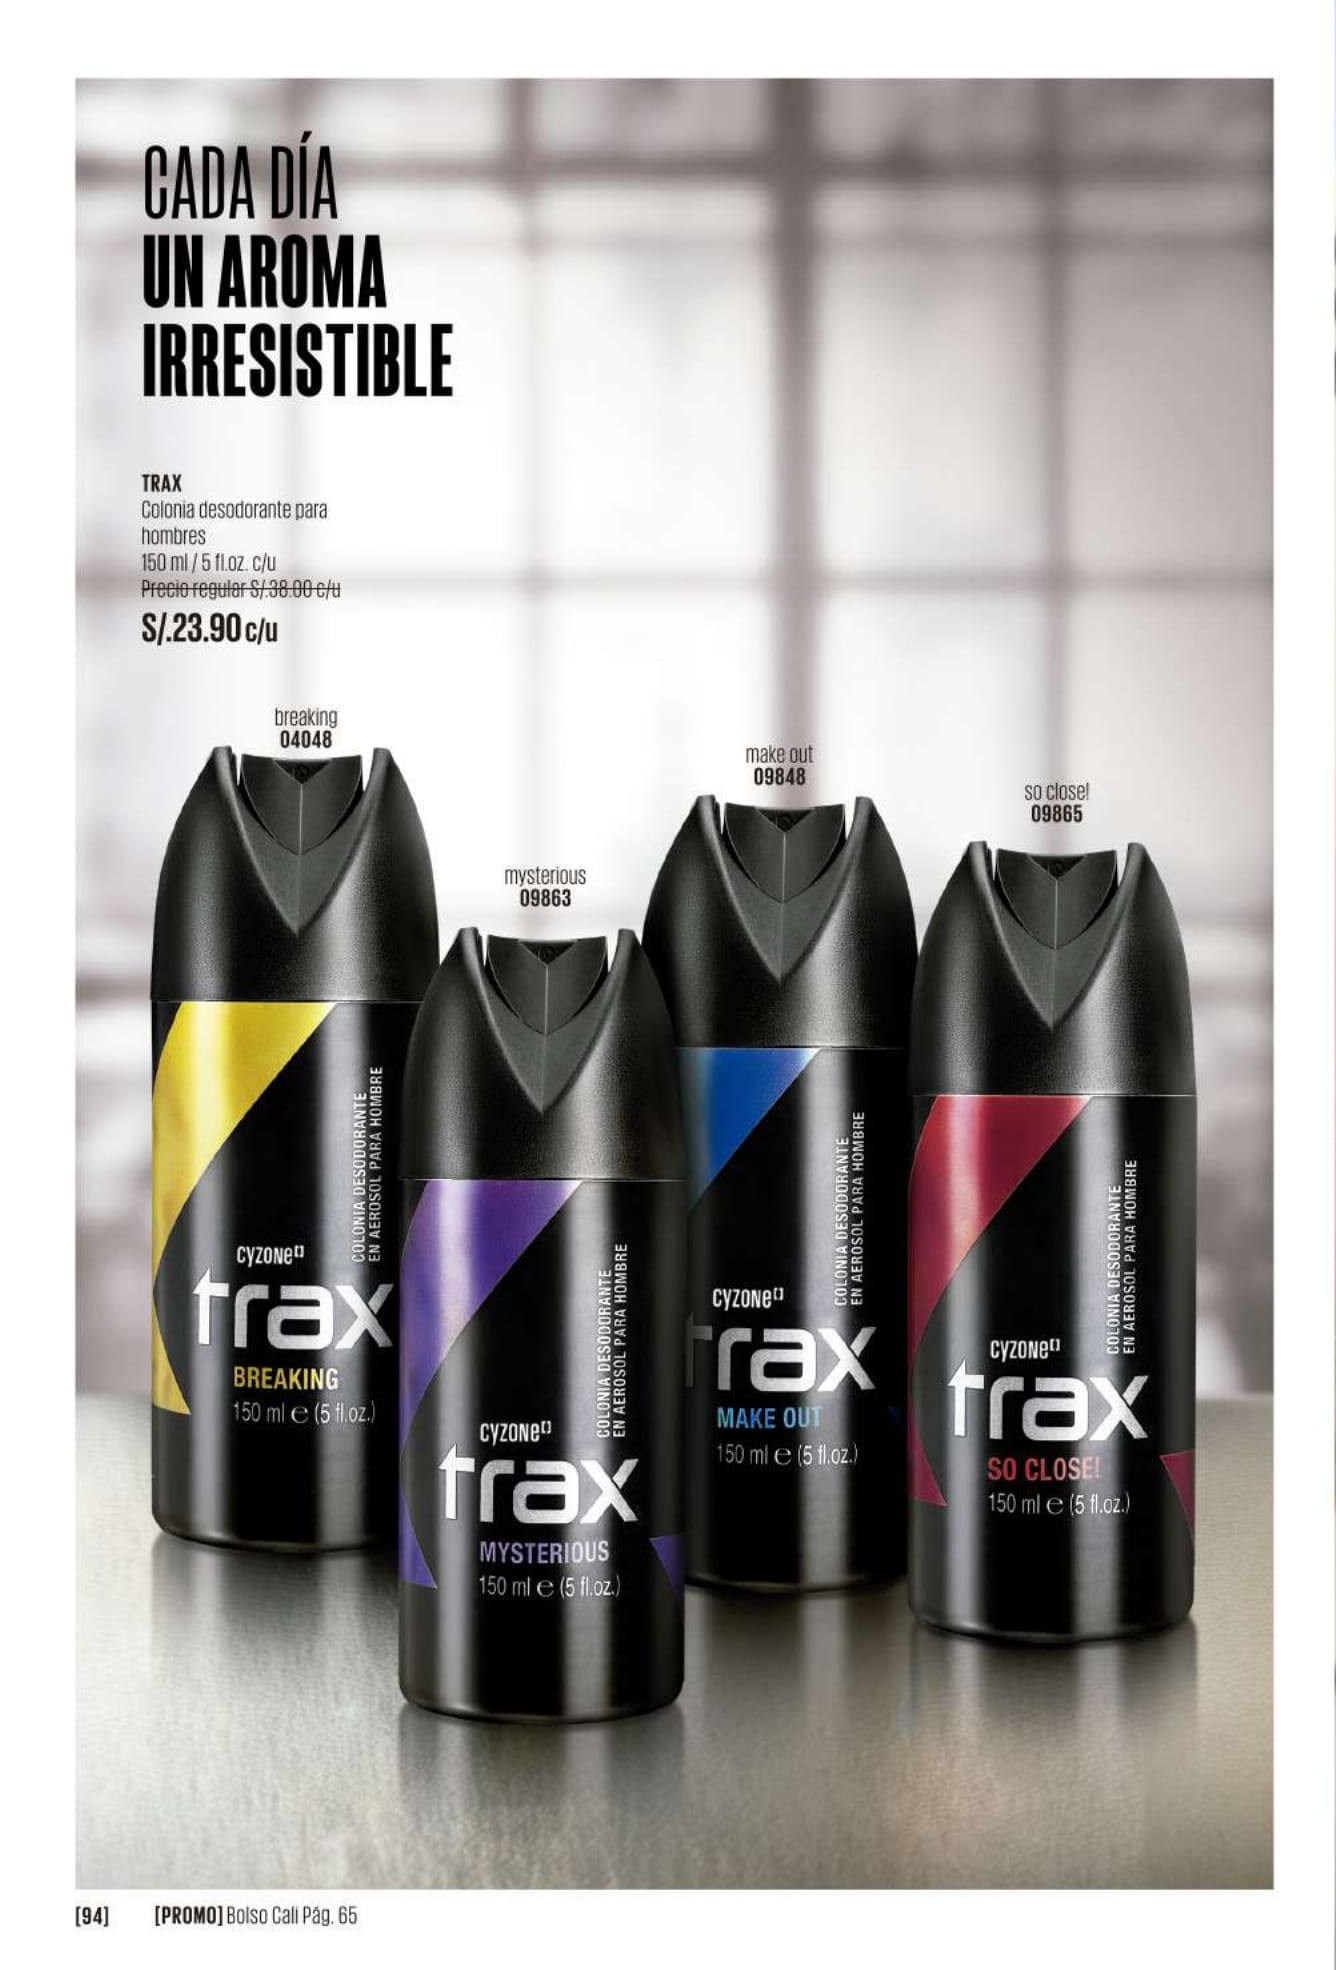 CADA DÍA
UN AROMA
IRRESISTIBLE
TRAX
Colonia desodorante para
hombres
150 ml / 5 fl.oz. c/u
Precio regular S/.38.00 c/u
S/.23.90 c/u
breaking
04048
make out
09848
so close!
09865
mysterious
09863
COLONIA DESODORANTE
EN AEROSOL PARA HOMBRE
cyzone
trax
BREAKING
150 ml e (5 fl.oz.)
COLONIA DESODORANTE
EN AEROSOL PARA HOMBRE
cyzone
trax
MYSTERIOUS
150 ml e (5 fl.oz.)
COLONIA DESODORANTE
EN AEROSOL PARA HOMBRE
cyzone
trax
MAKE OUT
150 ml e (5 fl.oz.)
COLONIA DESODORANTE
EN AEROSOL PARA HOMBRE
cyzone
trax
SO CLOSE!
150 ml e (5 fl.oz.)
[94] [PROMO] Bolso Cali Pág. 65